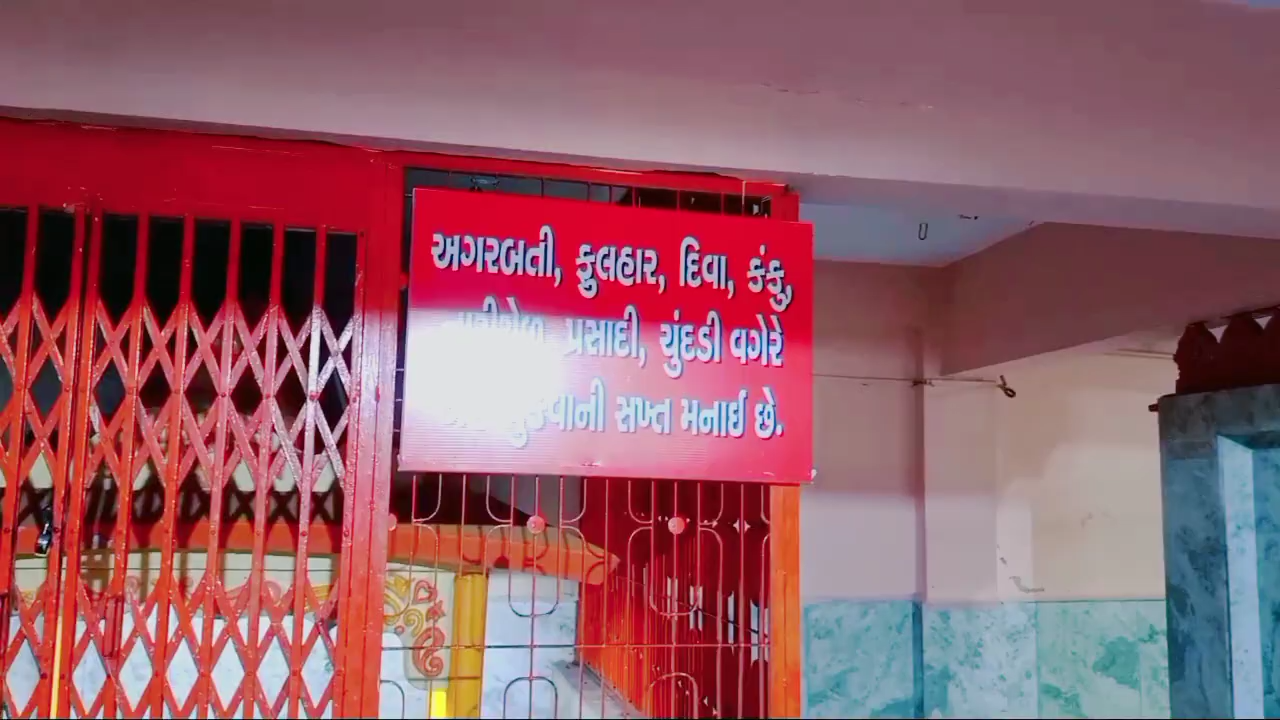 અગરબતી, ફુલહાર, દિવા, કંકુ,
પ્રસાદી, ચુંદડી વગેરે
સખ્ત મનાઈ છે.